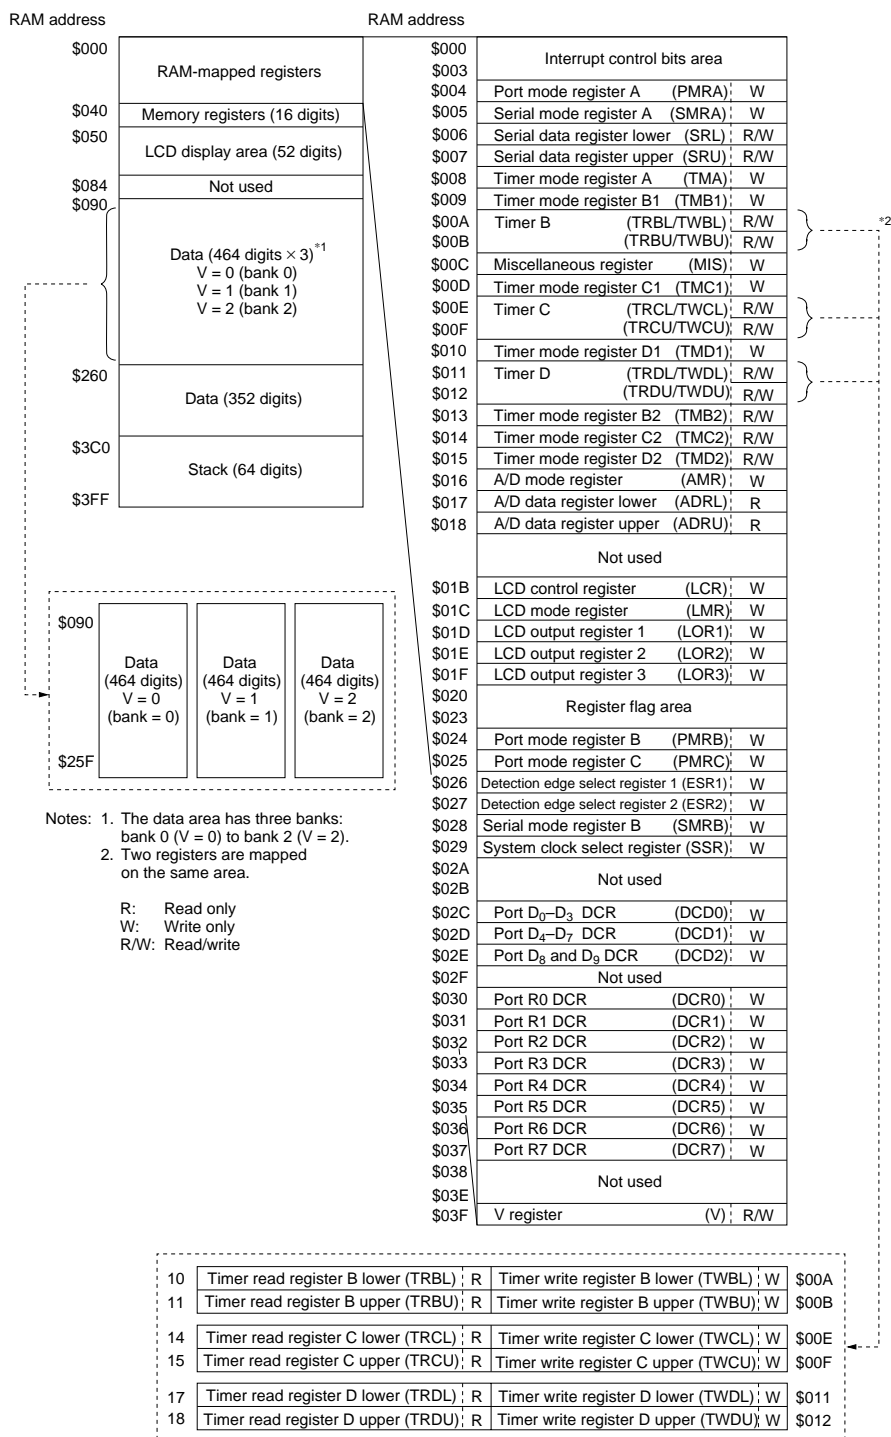 RAM address
$000
RAM-mapped registers
$040
Memory registers (16 digits)
$050
LCD display area (52 digits)
$084
Not used
$090
Data (464 digits × 3)*1
V = 0 (bank 0)
V = 1 (bank 1)
V = 2 (bank 2)
$260
Data (352 digits)
$3C0
Stack (64 digits)
$3FF
$090
Data
(464 digits)
V = 0
(bank = 0)
Data
(464 digits)
V = 1
(bank = 1)
Data
(464 digits)
V = 2
(bank = 2)
$25F
Notes: 1. The data area has three banks:
bank 0 (V = 0) to bank 2 (V = 2).
2. Two registers are mapped
on the same area.
R: Read only
W: Write only
R/W: Read/write
RAM address
$000
Interrupt control bits area
$003
$004 Port mode register A (PMRA) W
$005 Serial mode register A (SMRA) W
$006 Serial data register lower (SRL) R/W
$007 Serial data register upper (SRU) R/W
$008 Timer mode register A (TMA) W
$009 Timer mode register B1 (TMB1) W
$00A Timer B (TRBL/TWBL) R/W
*2
$00B (TRBU/TWBU) R/W
$00C Miscellaneous register (MIS) W
$00D Timer mode register C1 (TMC1) W
$00E Timer C (TRCL/TWCL) R/W
$00F (TRCU/TWCU) R/W
$010 Timer mode register D1 (TMD1) W
$011 Timer D (TRDL/TWDL) R/W
$012 (TRDU/TWDU) R/W
$013 Timer mode register B2 (TMB2) R/W
$014 Timer mode register C2 (TMC2) R/W
$015 Timer mode register D2 (TMD2) R/W
$016 A/D mode register (AMR) W
$017 A/D data register lower (ADRL) R
$018 A/D data register upper (ADRU) R
Not used
$01B LCD control register (LCR) W
$01C LCD mode register (LMR) W
$01D LCD output register 1 (LOR1) W
$01E LCD output register 2 (LOR2) W
$01F LCD output register 3 (LOR3) W
$020
Register flag area
$023
$024 Port mode register B (PMRB) W
$025 Port mode register C (PMRC) W
$026 Detection edge select register 1 (ESR1) W
$027 Detection edge select register 2 (ESR2) W
$028 Serial mode register B (SMRB) W
$029 System clock select register (SSR) W
$02A
Not used
$02B
$02C Port D0–D3 DCR (DCD0) W
$02D Port D4–D7 DCR (DCD1) W
$02E Port D8 and D9 DCR (DCD2) W
$02F Not used
$030 Port R0 DCR (DCR0) W
$031 Port R1 DCR (DCR1) W
$032 Port R2 DCR (DCR2) W
$033 Port R3 DCR (DCR3) W
$034 Port R4 DCR (DCR4) W
$035 Port R5 DCR (DCR5) W
$036 Port R6 DCR (DCR6) W
$037 Port R7 DCR (DCR7) W
$038
Not used
$03E
$03F V register (V) R/W
10 Timer read register B lower (TRBL) R Timer write register B lower (TWBL) W $00A
11 Timer read register B upper (TRBU) R Timer write register B upper (TWBU) W $00B
14 Timer read register C lower (TRCL) R Timer write register C lower (TWCL) W $00E
15 Timer read register C upper (TRCU) R Timer write register C upper (TWCU) W $00F
17 Timer read register D lower (TRDL) R Timer write register D lower (TWDL) W $011
18 Timer read register D upper (TRDU) R Timer write register D upper (TWDU) W $012